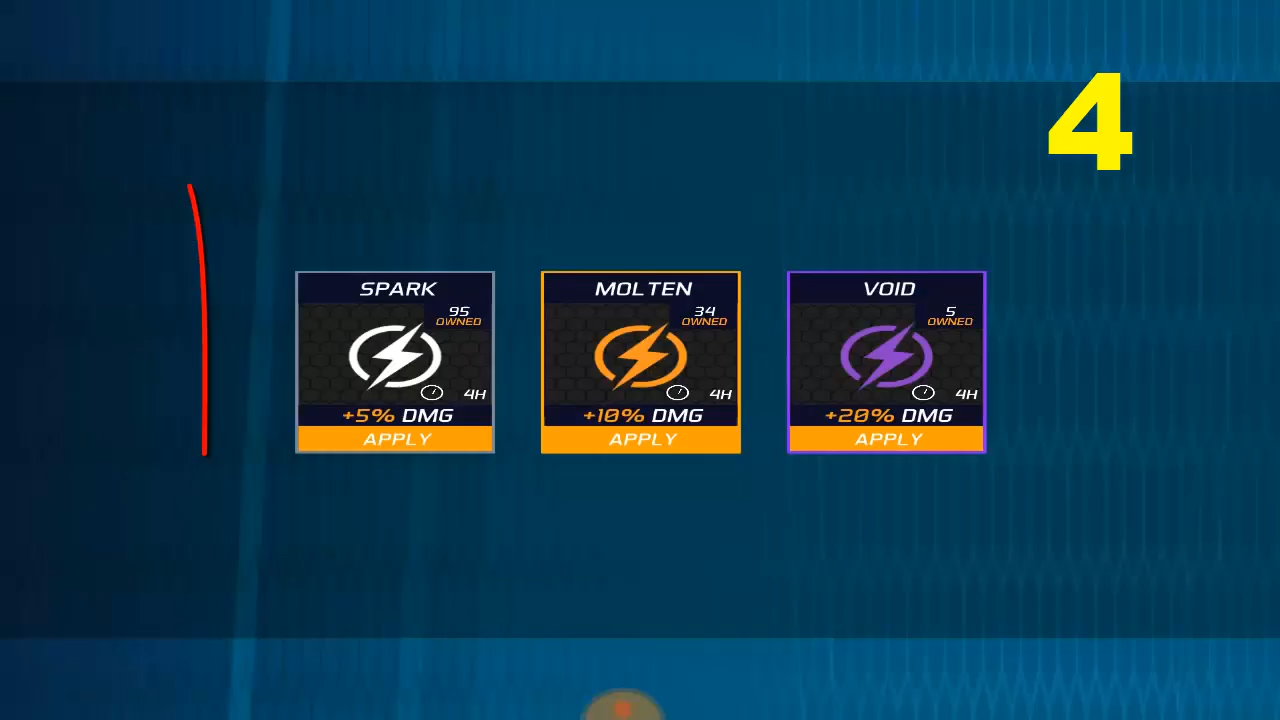 4
SPARK
95
OWNED
4H
+5% DMG
APPLY
MOLTEN
34
OWNED
4H
+10% DMG
APPLY
VOID
5
OWNED
4H
+20% DMG
APPLY